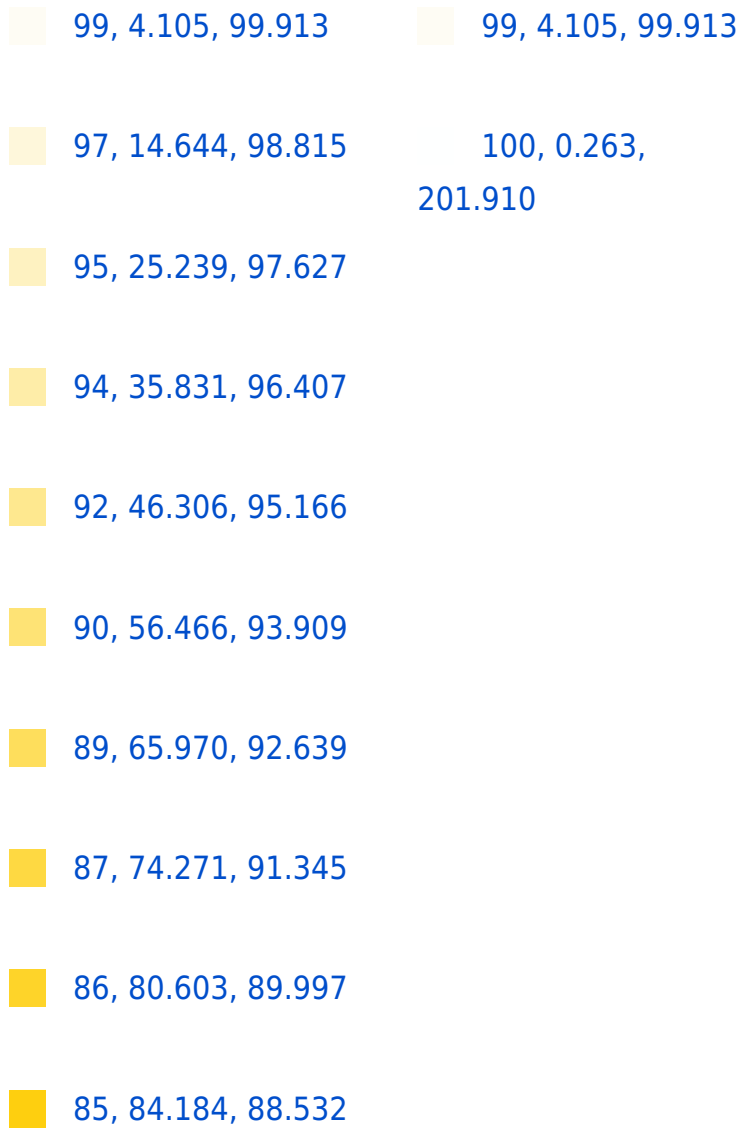 99, 4.105, 99.913
97, 14.644, 98.815
95, 25.239, 97.627
94, 35.831, 96.407
92, 46.306, 95.166
90, 56.466, 93.909
89, 65.970, 92.639
87, 74.271, 91.345
86, 80.603, 89.997
85, 84.184, 88.532
99, 4.105, 99.913
100, 0.263,
201.910